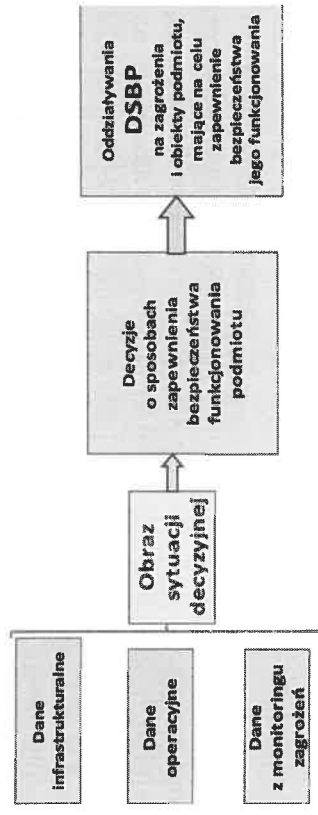 Dane
infrastrukturalne
Dane
operacyjne
Dane
z monitoringu
zagrożeń
Obraz
sytuacji
decyzyjnej
Decyzje
o sposobach
zapewnienia
bezpieczeństwa
funkcjonowania
podmiotu
Oddziaływania
DSBP
na zagrożenia
i obiekty podmiotu,
mające na celu
zapewnienie
bezpieczeństwa
jego funkcjonowania